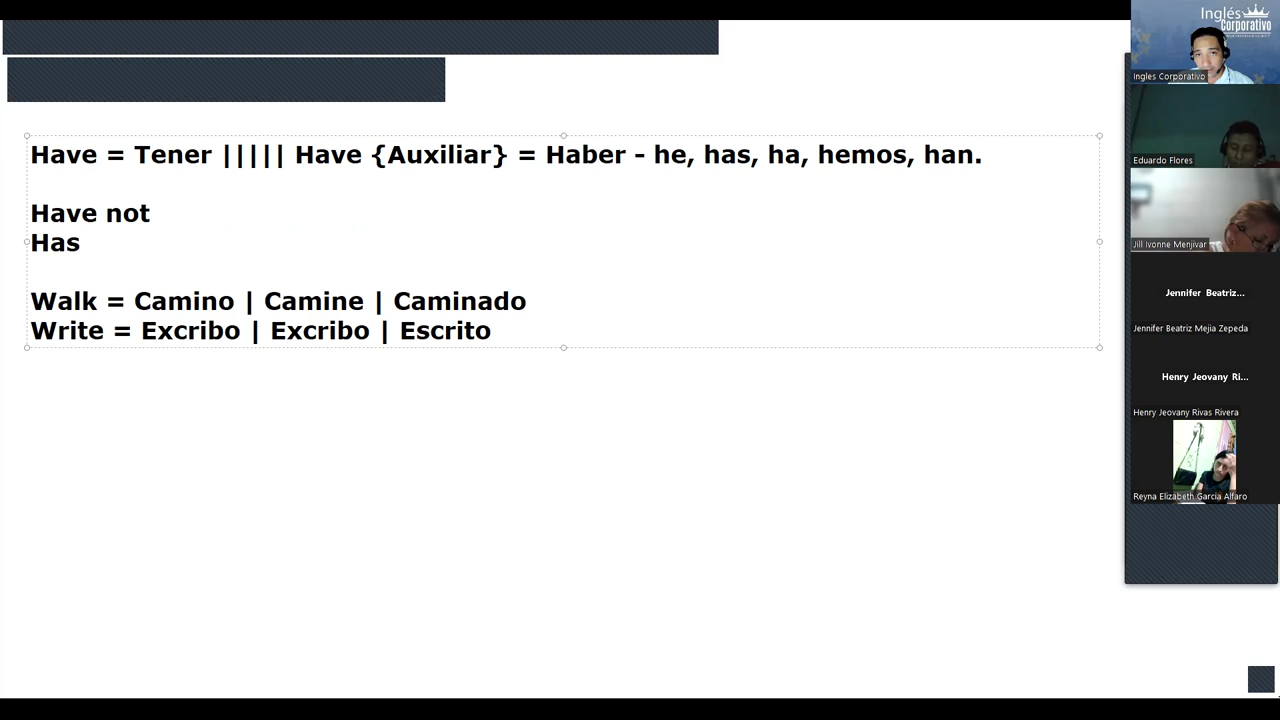 Have = Tener ||||| Have {Auxiliar} = Haber - he, has, ha, hemos, han.
Have not
Has
Walk = Camino | Camine | Caminado
Write = Excribo | Excribo | Escrito
Inglés
Corporativo
Ingles Corporativo
Eduardo Flores
Jill Ivonne Menjivar
Jennifer Beatriz...
Jennifer Beatriz Mejia Zepeda
Henry Jeovany Ri...
Henry Jeovany Rivas Rivera
Reyna Elizabeth Garcia Alfaro